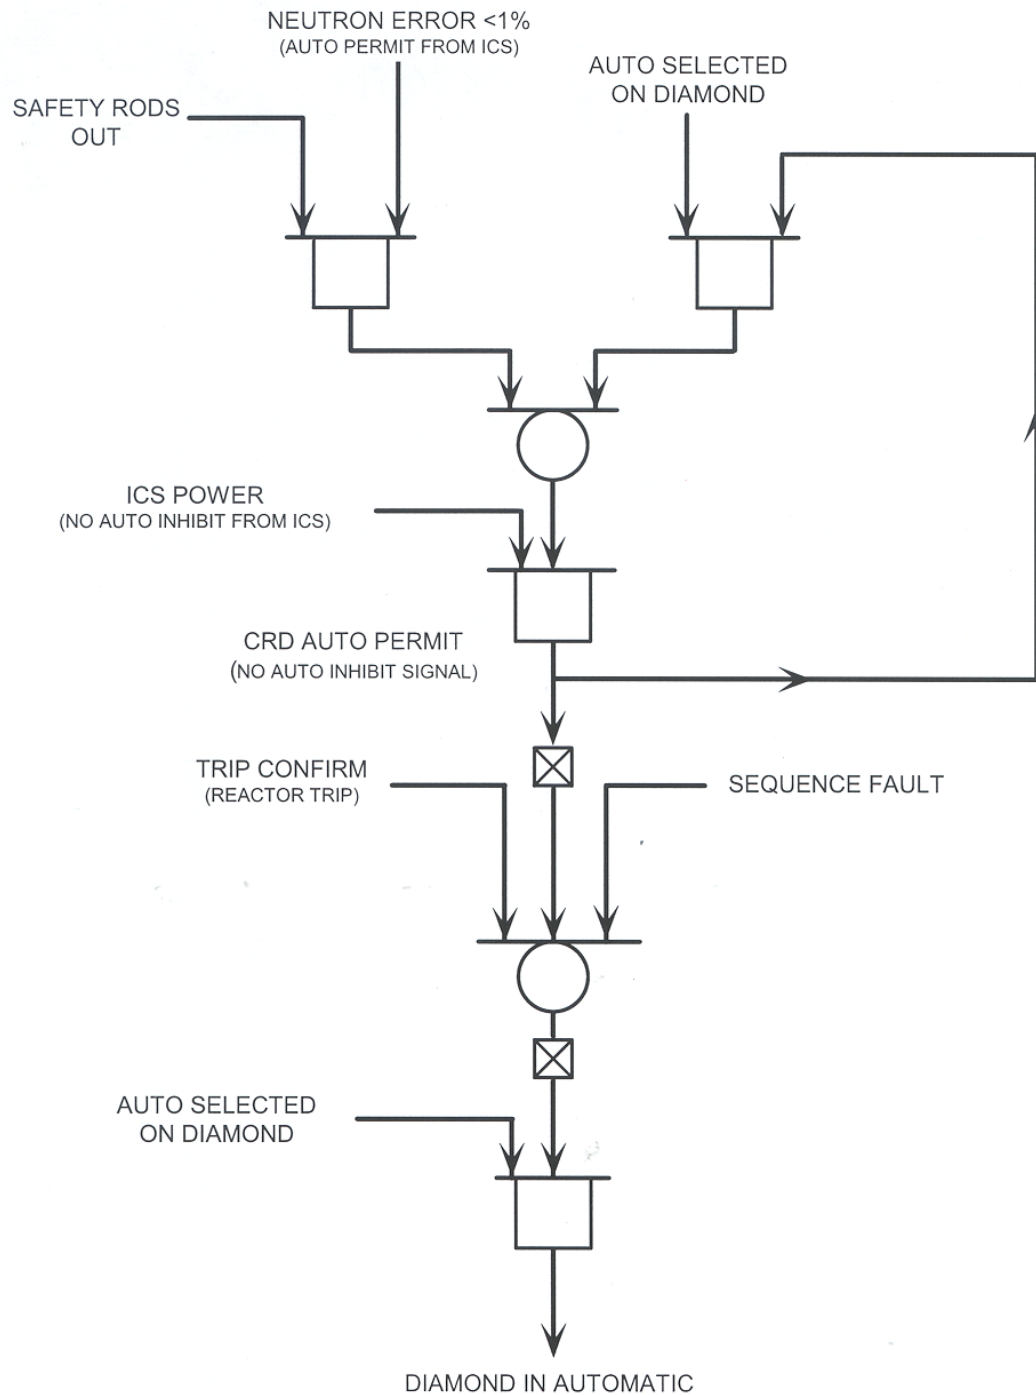 NEUTRON ERROR <1%
(AUTO PERMIT FROM ICS)
AUTO SELECTED
ON DIAMOND
SAFETY RODS
OUT
ICS POWER
(NO AUTO INHIBIT FROM ICS)
CRD AUTO PERMIT
(NO AUTO INHIBIT SIGNAL)
TRIP CONFIRM
(REACTOR TRIP)
SEQUENCE FAULT
AUTO SELECTED
ON DIAMOND
DIAMOND IN AUTOMATIC